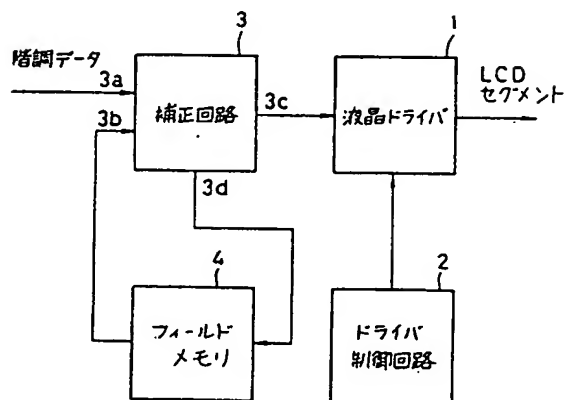 階調データ
3a
3b
3
補正回路
3c
3d
1
液晶ドライバ
LCD
セグメント
4
フィールド
メモリ
2
ドライバ
制御回路